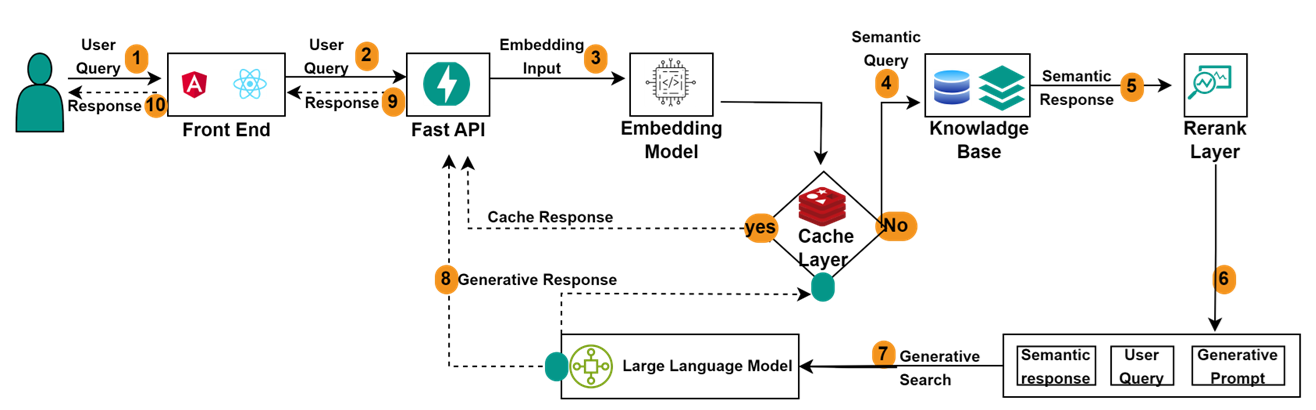 User
Query
1
Response
10
Front End
User
Query
2
Response
9
Fast API
Embedding
Input
3
Embedding
Model
Semantic
Query
4
Knowladge
Base
Semantic
Response
5
Rerank
Layer
yes
No
Cache
Layer
Cache Response
6
8
Generative Response
Large Language Model
7
Generative
Search
Semantic
response
User
Query
Generative
Prompt